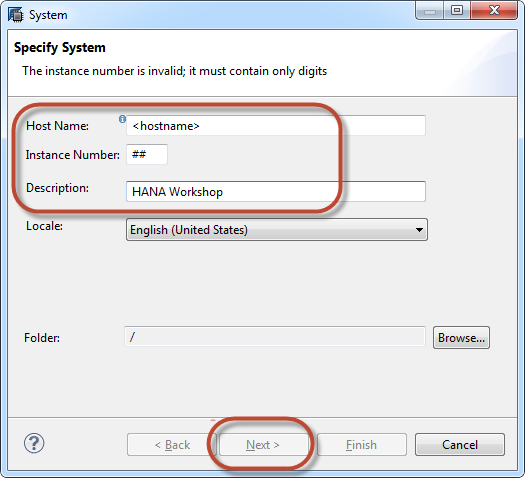 System
Specify System
The instance number is invalid; it must contain only digits
Host Name: <hostname>
Instance Number: ##
Description: HANA Workshop
Locale: English (United States)
Folder: / Browse...
? < Back Next > Finish Cancel